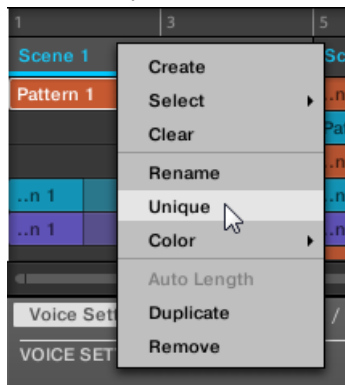 1 3 5
Scene 1 Sc
Create
Pattern 1 Select ..n
Clear Pat
Rename ..n
..n 1 Unique ..n
..n 1 Color ..n
Auto Length
Voice Sett Duplicate /
VOICE SET Remove